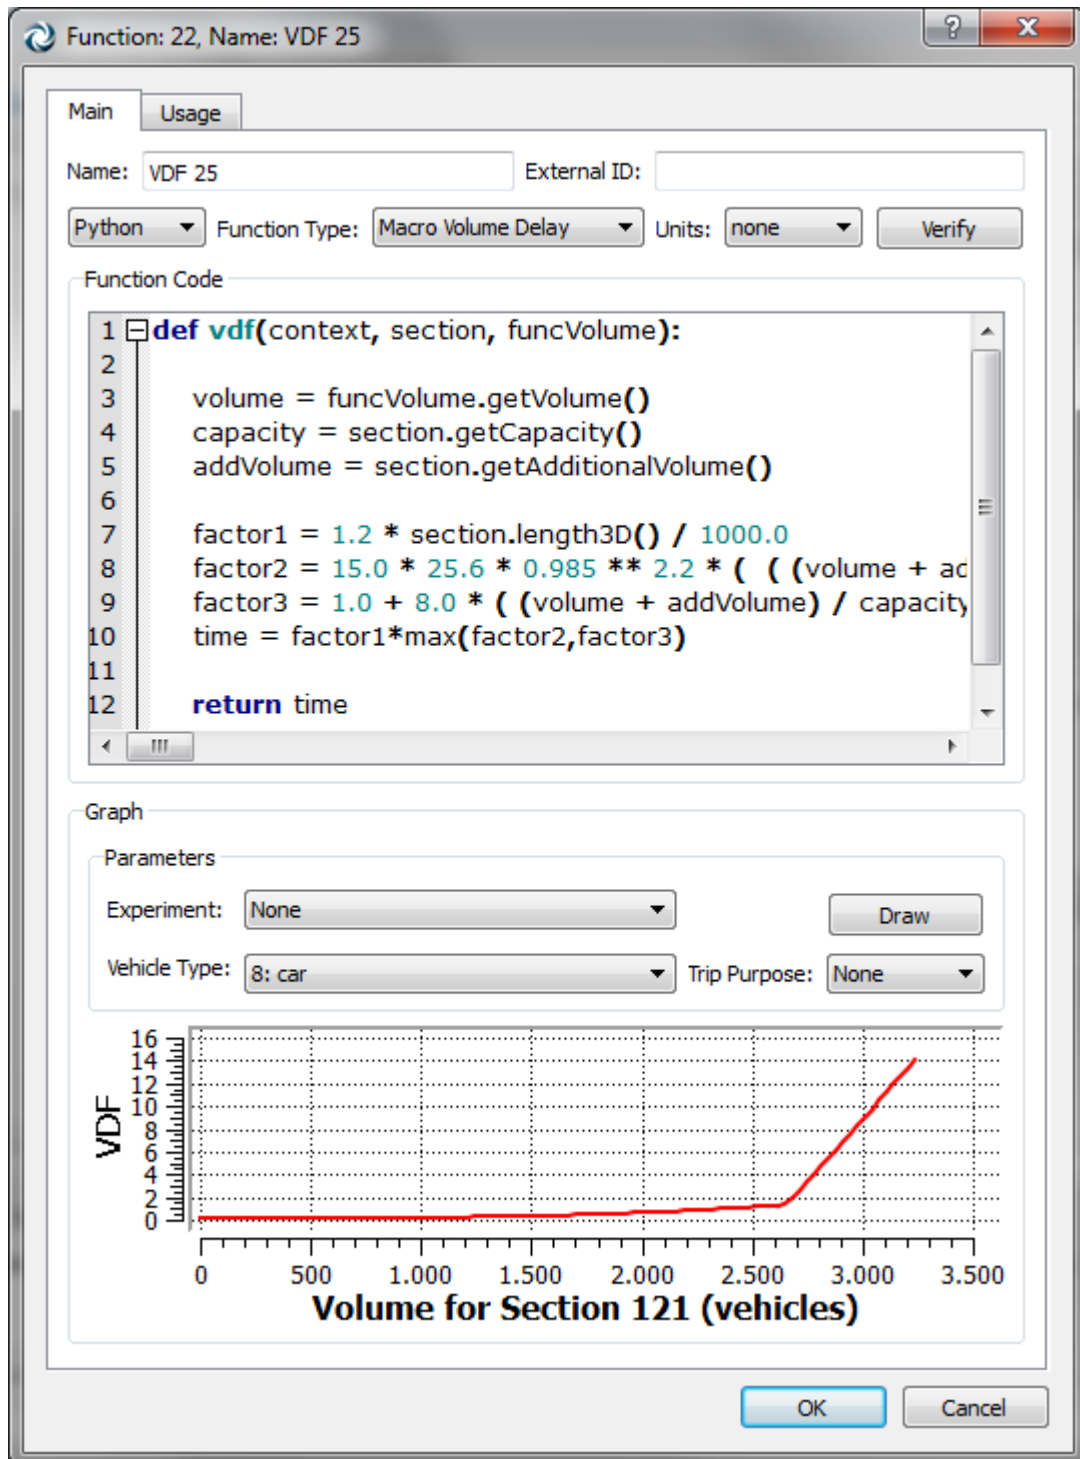 Function: 22, Name: VDF 25
Main Usage
Name: VDF 25 External ID:
Python Function Type: Macro Volume Delay Units: none Verify
Function Code
1 def vdf(context, section, funcVolume):
2
3 volume = funcVolume.getVolume()
4 capacity = section.getCapacity()
5 addVolume = section.getAdditionalVolume()
6
7 factor1 = 1.2 * section.length3D() / 1000.0
8 factor2 = 15.0 * 25.6 * 0.985 ** 2.2 * ( ( (volume + ad
9 factor3 = 1.0 + 8.0 * ( (volume + addVolume) / capacity
10 time = factor1*max(factor2,factor3)
11
12 return time
Graph
Parameters
Experiment: None Draw
Vehicle Type: 8: car Trip Purpose: None
VDF
16
14
12
10
8
6
4
2
0
0 500 1.000 1.500 2.000 2.500 3.000 3.500
Volume for Section 121 (vehicles)
OK Cancel